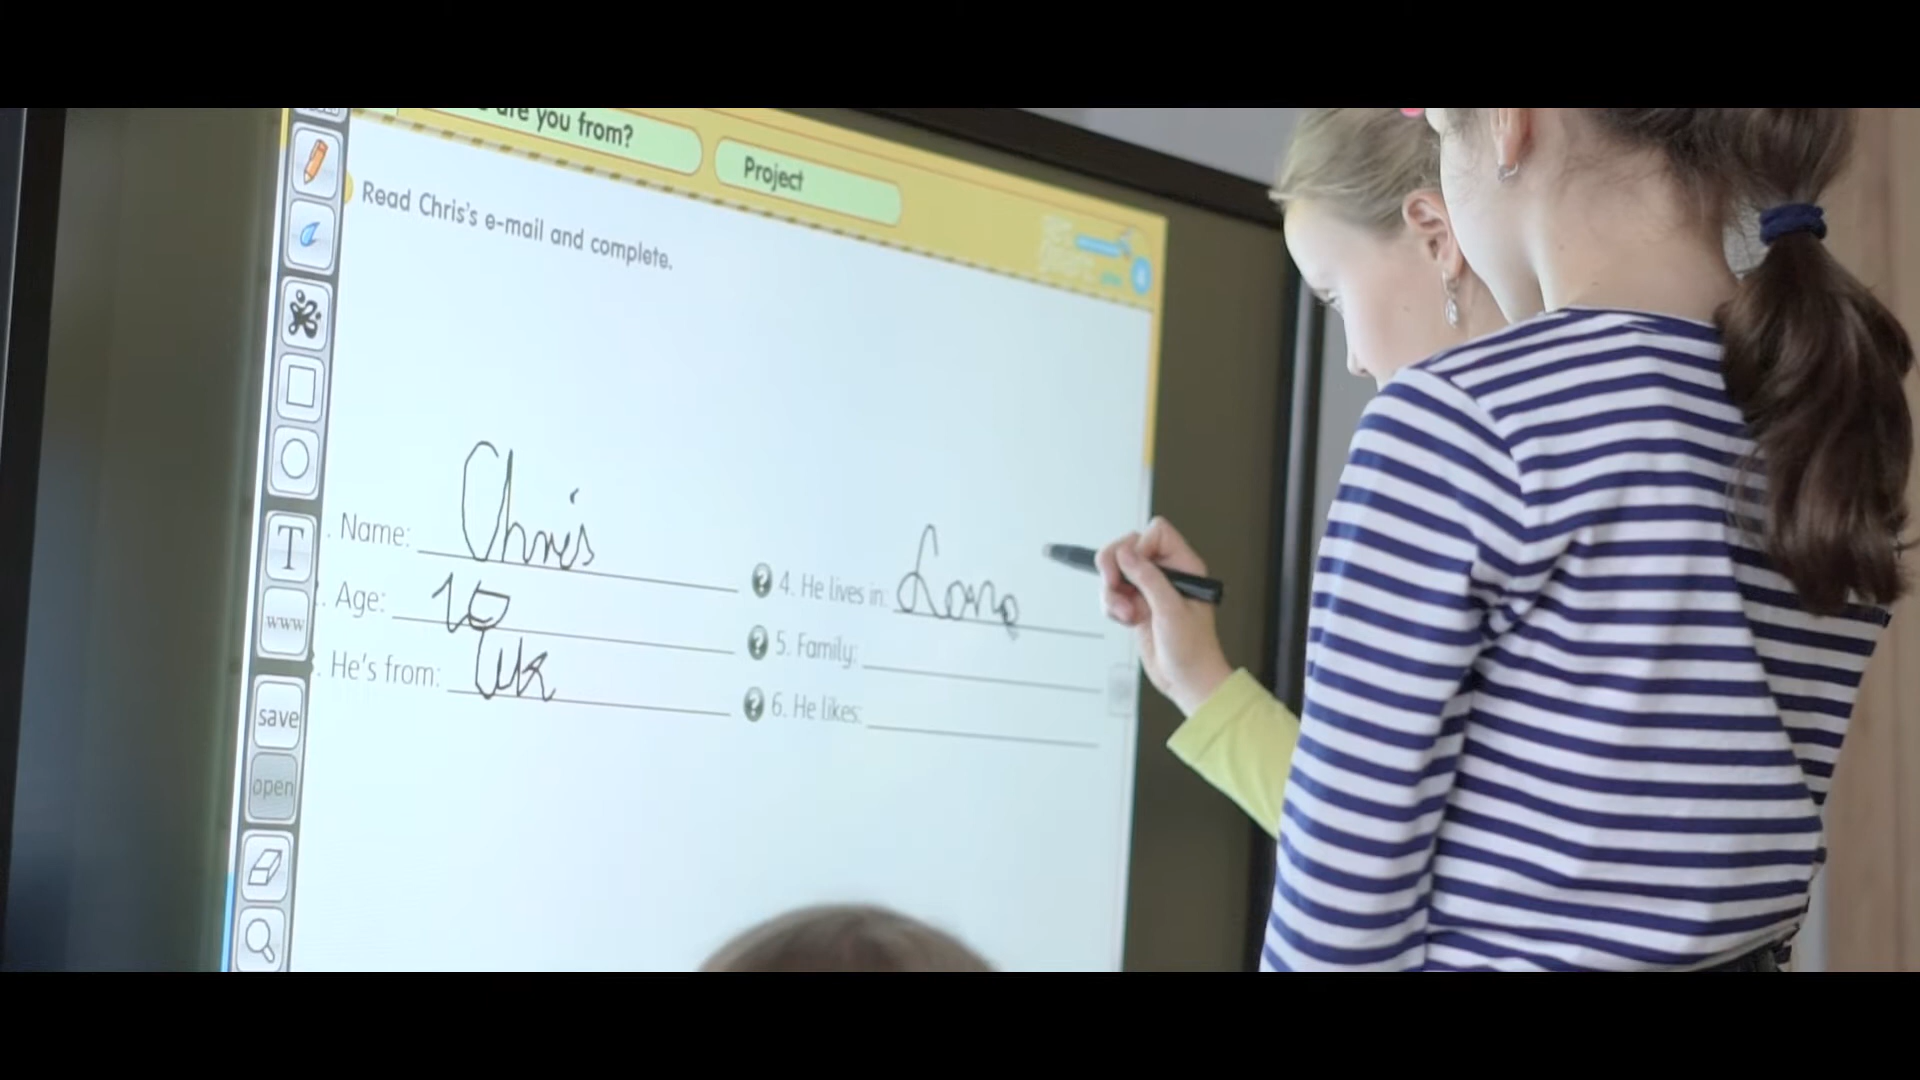 are you from?
Project
Read Chris's e-mail and complete.
Name: Chris
Age: 10
He's from: UK
4. He lives in: Lono
5. Family:
6. He likes:
T
www
save
open